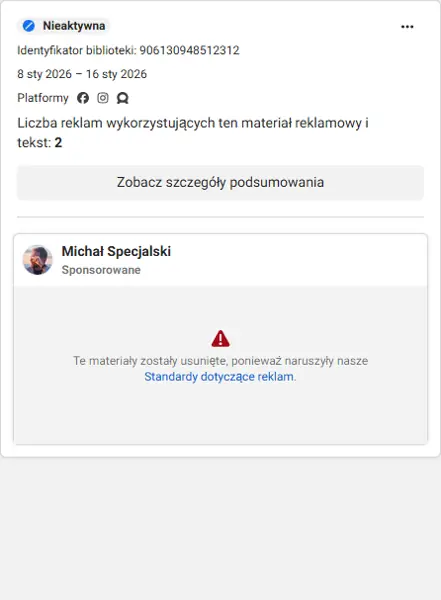 Nieaktywna
Identyfikator biblioteki: 906130948512312
8 sty 2026 – 16 sty 2026
Platformy
Liczba reklam wykorzystujących ten materiał reklamowy i
tekst: 2
Zobacz szczegóły podsumowania
Michał Specjalski
Sponsorowane
Te materiały zostały usunięte, ponieważ naruszyły nasze
Standardy dotyczące reklam.